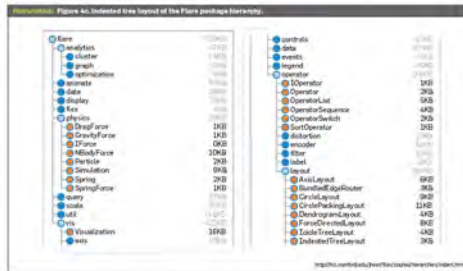 Figure 4c. Indented tree layout of the Flare package hierarchy.
flare
analytics
cluster
graph
optimization
animate
data
display
flex
physics
DragForce 1KB
GravityForce 1KB
IForce 0KB
NBodyForce 10KB
Particle 2KB
Simulation 9KB
Spring 2KB
SpringForce 1KB
query
scale
util
vis
Visualization 16KB
axis
controls
data
events
legend
operator
IOperator 1KB
Operator 2KB
OperatorList 5KB
OperatorSequence 4KB
OperatorSwitch 2KB
SortOperator 1KB
distortion
encoder
filter
label
layout
AxisLayout 6KB
BundledEdgeRouter 3KB
CircleLayout 9KB
CirclePackingLayout 11KB
DendrogramLayout 4KB
ForceDirectedLayout 8KB
IcicleTreeLayout 4KB
IndentedTreeLayout 3KB